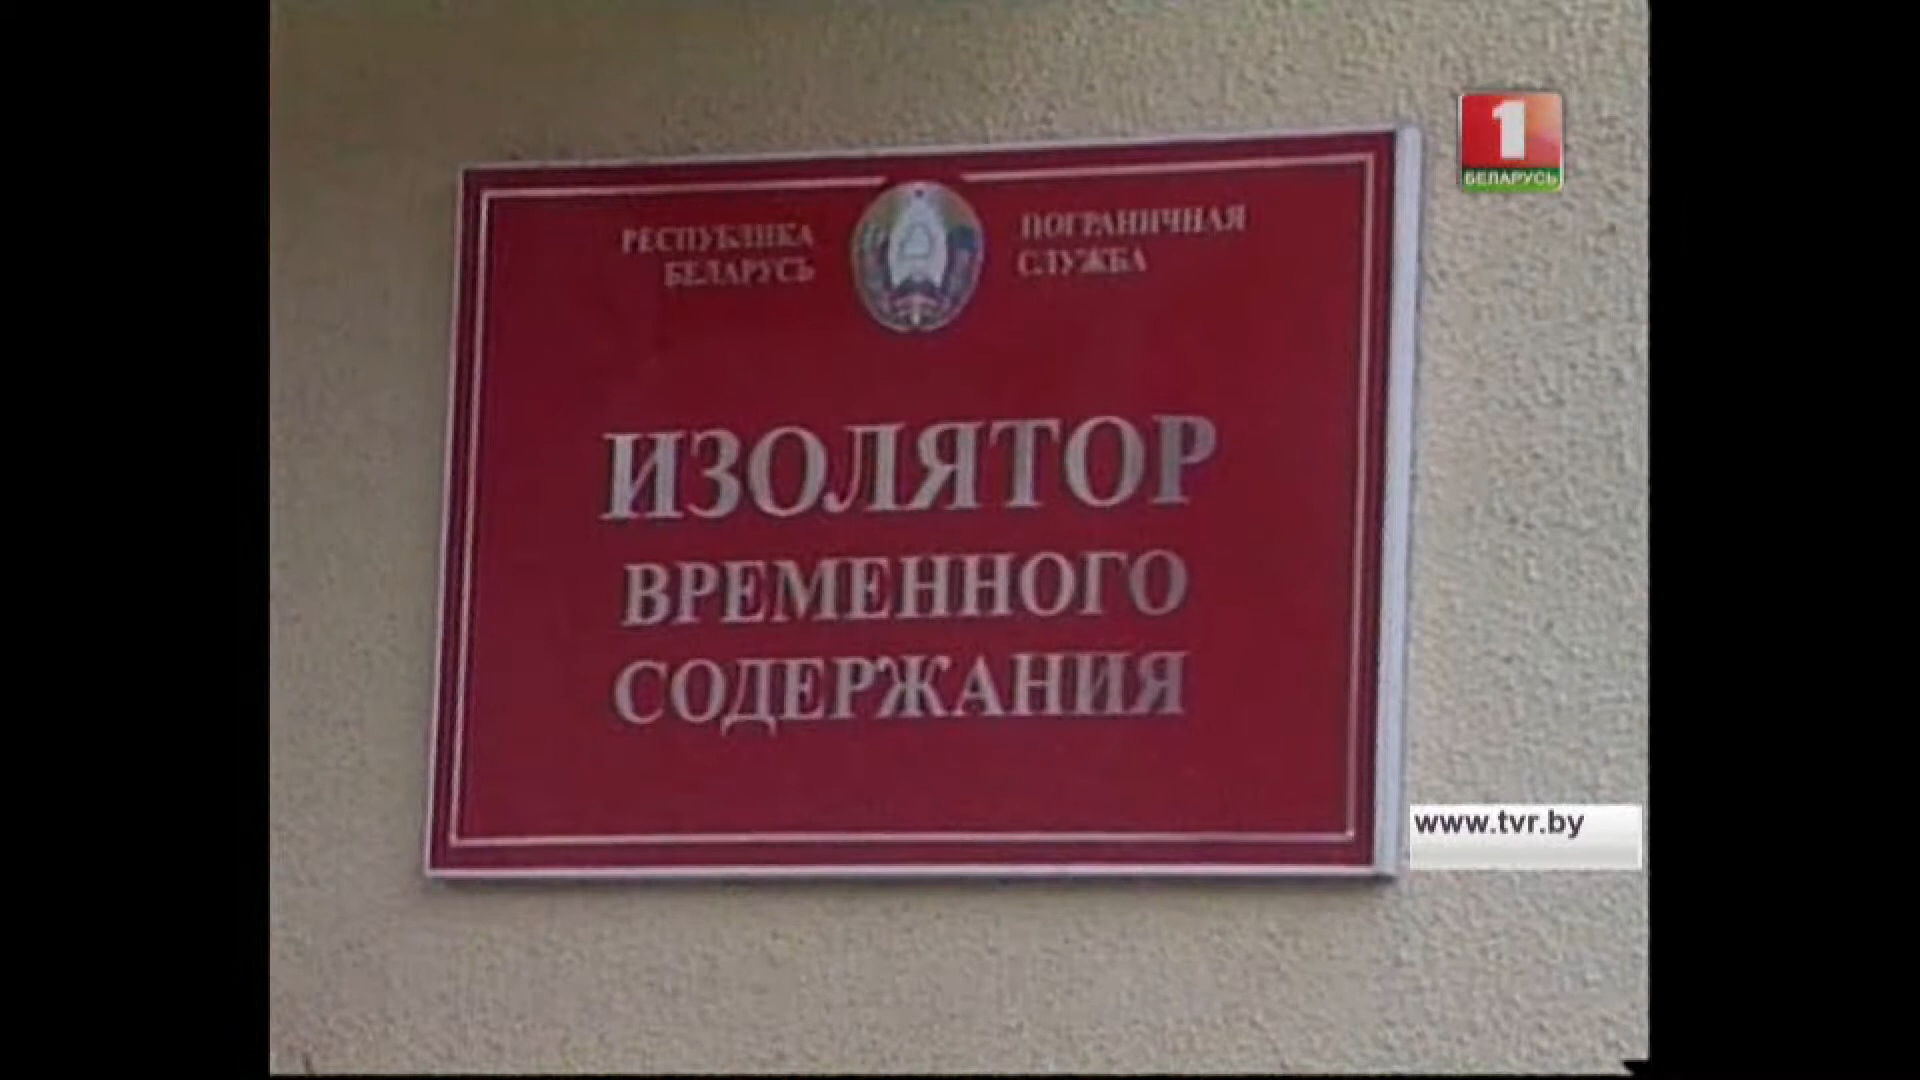 1
БЕЛАРУСЬ
РЕСПУБЛИКА
БЕЛАРУСЬ
ПОГРАНИЧНАЯ
СЛУЖБА
ИЗОЛЯТОР
ВРЕМЕННОГО
СОДЕРЖАНИЯ
www.tvr.by